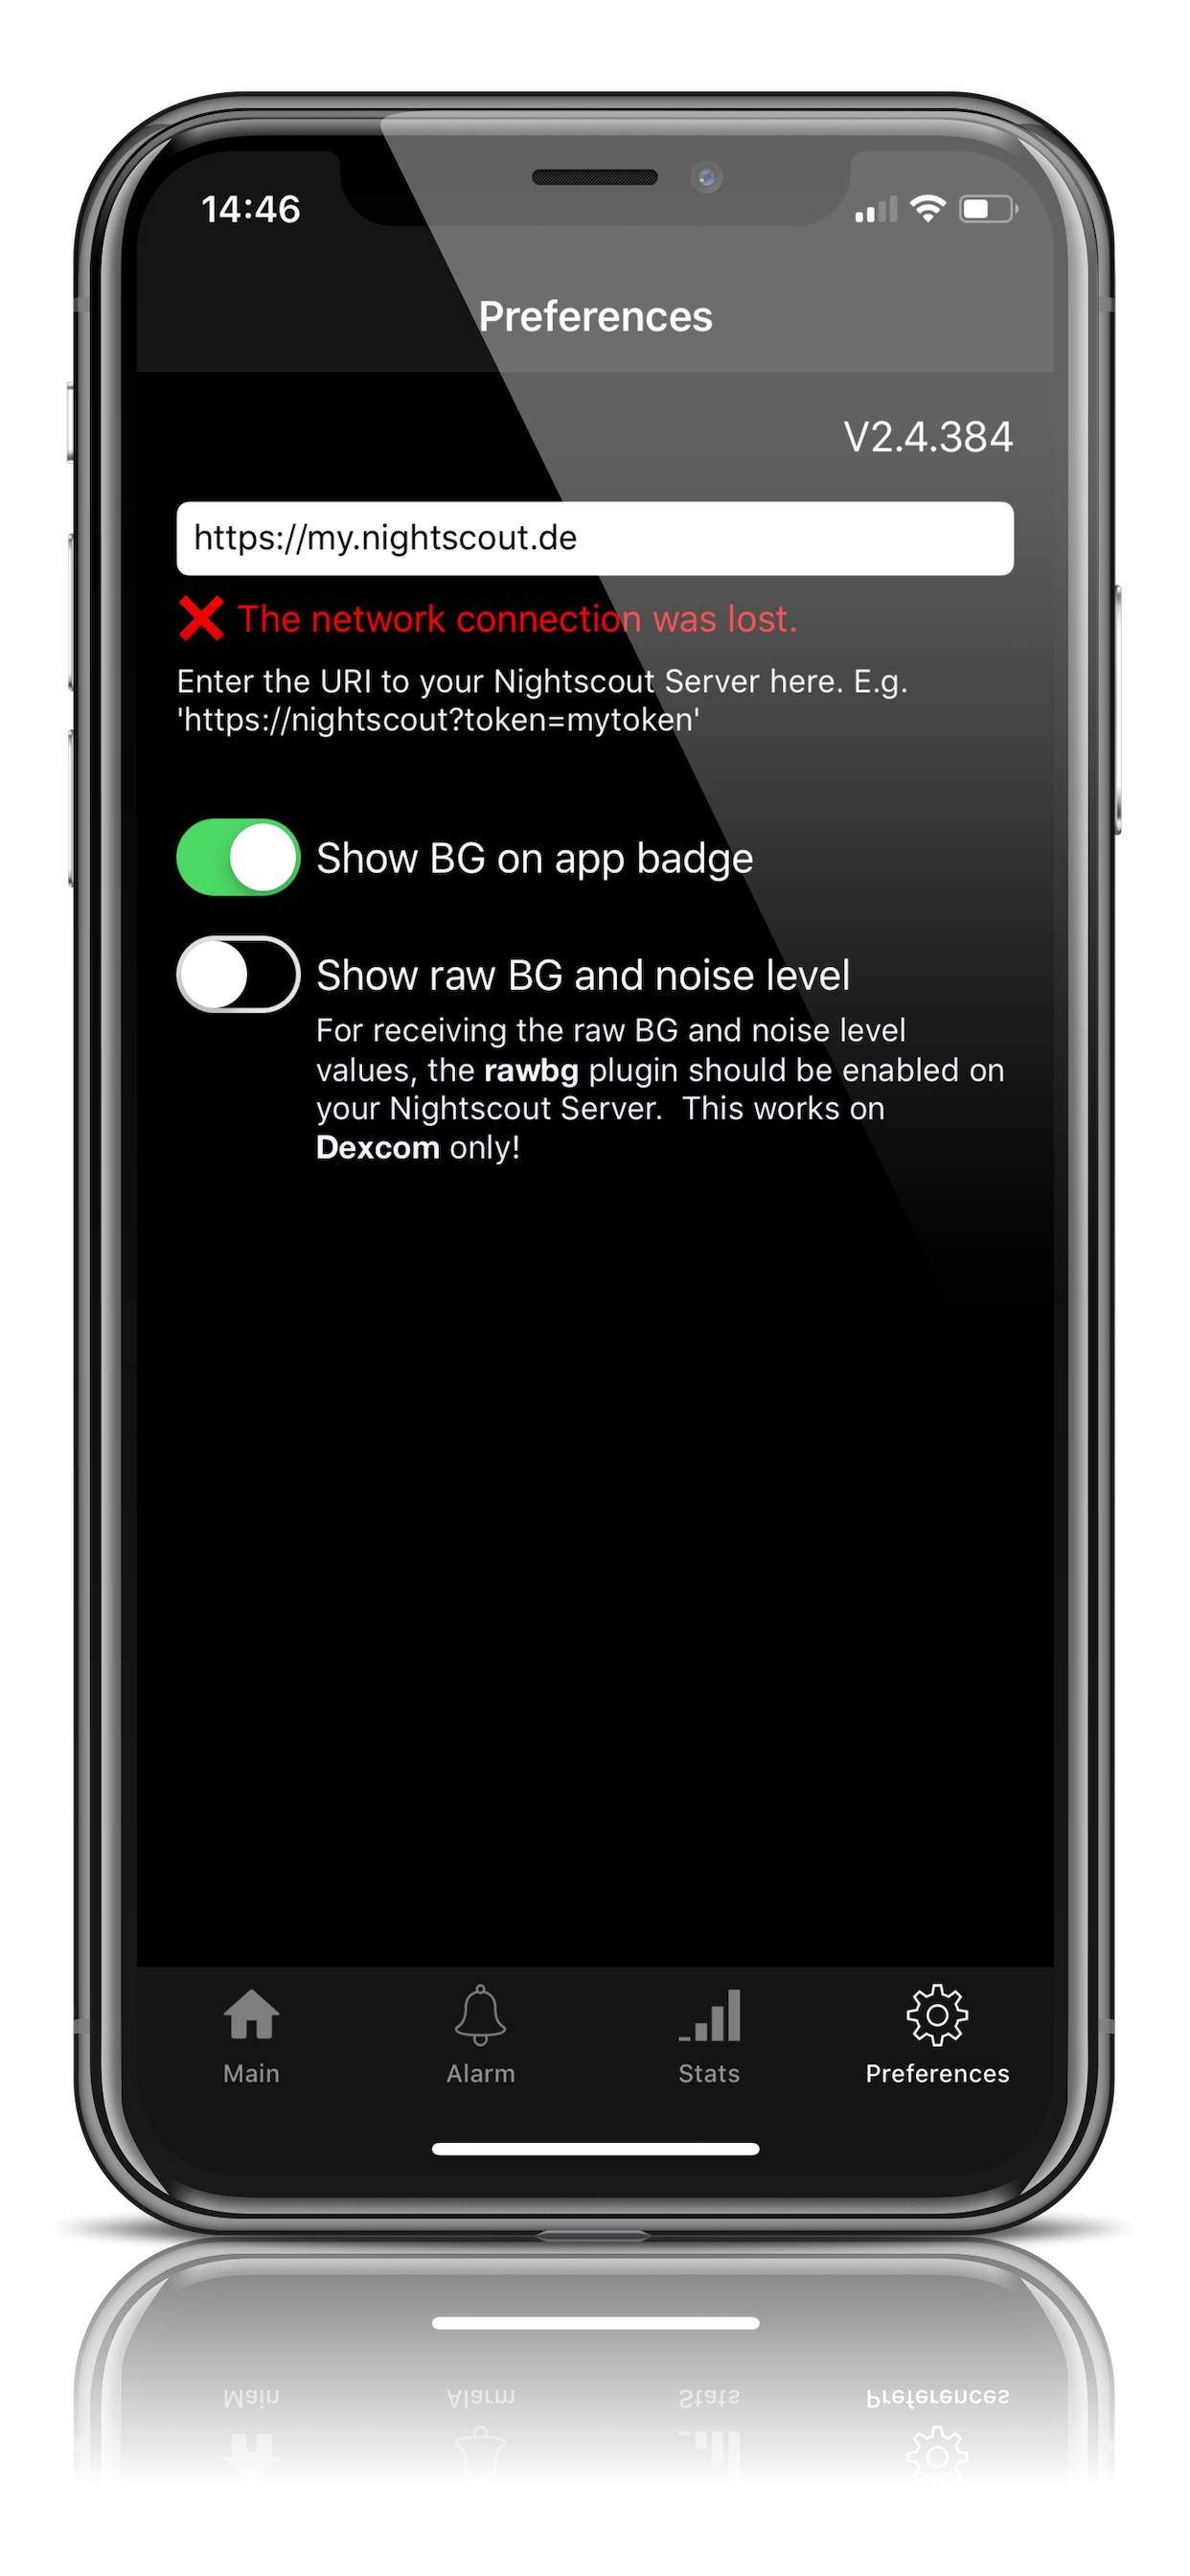 14:46
Preferences
V2.4.384
https://my.nightscout.de
The network connection was lost.
Enter the URI to your Nightscout Server here. E.g.
'https://nightscout?token=mytoken'
Show BG on app badge
Show raw BG and noise level
For receiving the raw BG and noise level
values, the rawbg plugin should be enabled on
your Nightscout Server.  This works on
Dexcom only!
Main Alarm Stats Preferences